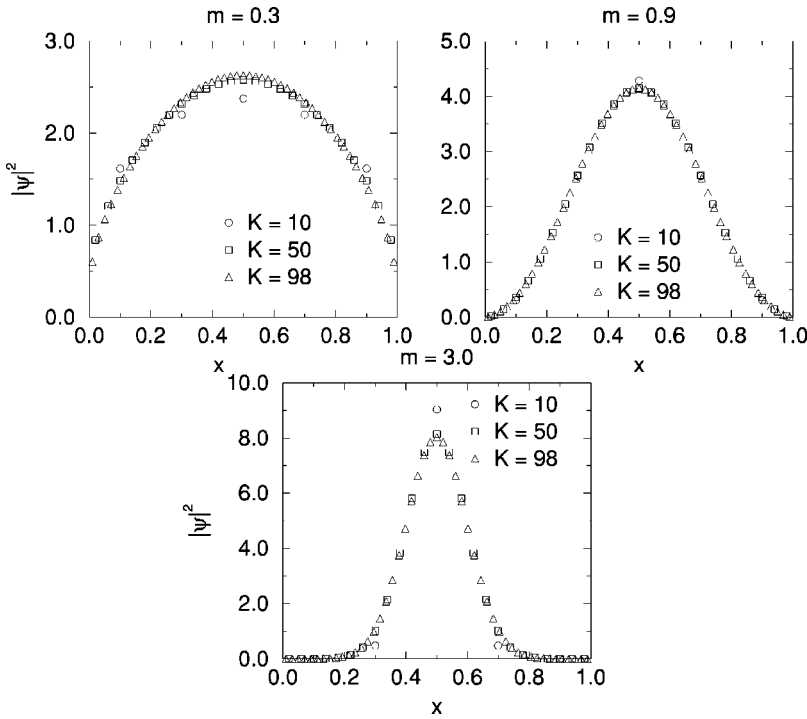 m = 0.3
3.0
2.0
1.0
0.0
|ψ|²
K = 10
K = 50
K = 98
0.0 0.2 0.4 0.6 0.8 1.0
x
m = 0.9
5.0
4.0
3.0
2.0
1.0
0.0
|ψ|²
K = 10
K = 50
K = 98
0.0 0.2 0.4 0.6 0.8 1.0
x
m = 3.0
10.0
8.0
6.0
4.0
2.0
0.0
|ψ|²
K = 10
K = 50
K = 98
0.0 0.2 0.4 0.6 0.8 1.0
x